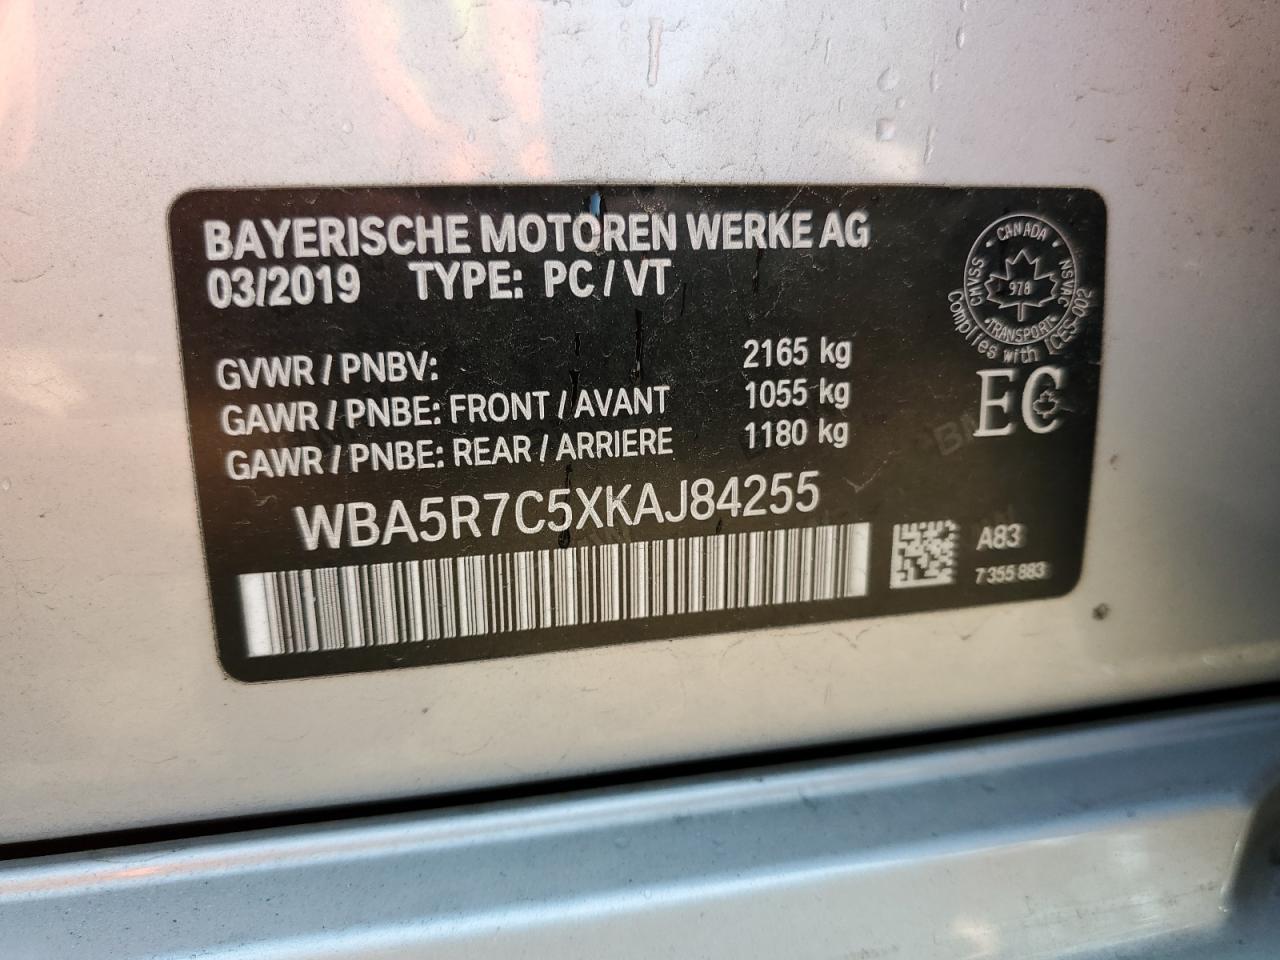 BAYERISCHE MOTOREN WERKE AG
03/2019 TYPE: PC / VT
GVWR / PNBV: 2165 kg
GAWR / PNBE: FRONT / AVANT 1055 kg
GAWR / PNBE: REAR / ARRIERE 1180 kg
WBA5R7C5XKAJ84255
CANADA
CMVSS
NSVAC
978
TRANSPORT
Complies with ICES-002
EC
A83
7 355 883